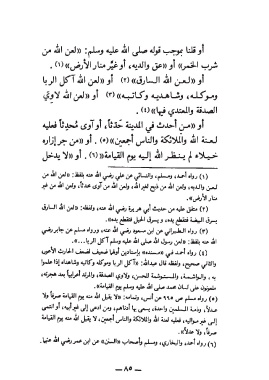 أو قلنا بموجب قوله صلى الله عليه وسلم: «لعن الله من
شرب الخمر» أو «عق والديه، أو غيّر منار الأرض» (١).
أو «لعن الله السارق» (٢) أو «لعن الله آكل الربا
وموكله، وشاهديه وكاتبه» (٣) أو «لعن الله لاوي
الصدقة والمعتدي فيها» (٤).
أو «من أحدث في المدينة حَدَثاً، أو آوى مُحدِثاً فعليه
لعنة الله والملائكة والناس أجمعين» (٥). أو «من جر إزاره
خيلاء لم ينظر الله إليه يوم القيامة» (٦). أو «لا يدخل
(١) رواه أحمد، ومسلم، والنسائي عن علي رضي الله عنه بلفظ: «لعن الله من
لعن والديه، ولعن الله من ذبح لغير الله، ولعن الله من آوى محدثاً، ولعن الله من غير
منار الأرض».
(٢) متفق عليه من حديث أبي هريرة رضي الله عنه، ولفظه: «لعن الله السارق
يسرق البيضة فتقطع يده، ويسرق الحبل فتقطع يده».
(٣) رواه الطبراني عن ابن مسعود رضي الله عنه، ورواه مسلم عن جابر رضي
الله عنه بلفظ: «لعن رسول الله صلى الله عليه وسلم آكل الربا...».
(٤) رواه أحمد في «مسنده» بإسنادين أولهما ضعيف لضعف الحارث الأعور،
والثاني صحيح، ولفظه قال عبدالله: «آكل الربا وموكله وكاتبه وشاهداه إذا علموا
به، والواشمة، والمستوشمة للحسن، ولاوي الصدقة، والمرتد أعرابياً بعد هجرته،
ملعونون على لسان محمد صلى الله عليه وسلم يوم القيامة».
(٥) رواه مسلم ص ٩٩٥ عن أنس، وتمامه: «لا يقبل الله منه يوم القيامة صرفاً ولا
عدلاً، وذمة المسلمين واحدة، يسعى بها أدناهم، ومن ادعى إلى غير أبيه، أو انتمى
إلى غير مواليه، فعليه لعنة الله والملائكة والناس أجمعين، لا يقبل الله منه يوم القيامة
صرفاً، ولا عدلاً».
(٦) رواه أحمد، والبخاري، ومسلم وأصحاب «السنن» عن ابن عمر رضي الله عنهما.
— ٨٥ —